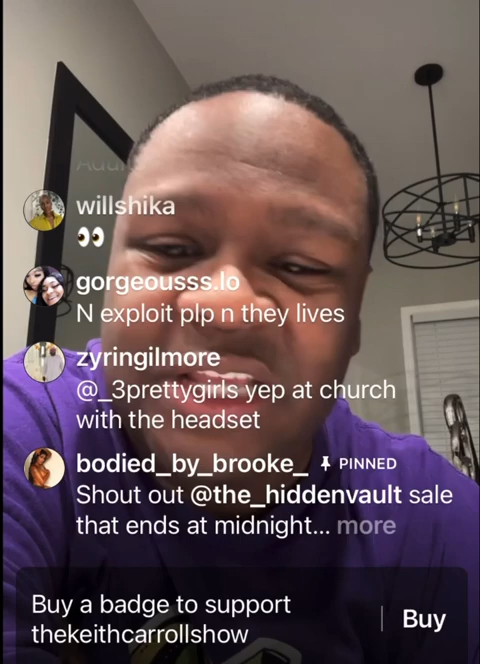 willshika
👀
gorgeousss.lo
N exploit plp n they lives
zyringilmore
@_3prettygirls yep at church
with the headset
bodied_by_brooke_ PINNED
Shout out @the_hiddenvault sale
that ends at midnight... more
Buy a badge to support
thekeithcarrollshow
Buy